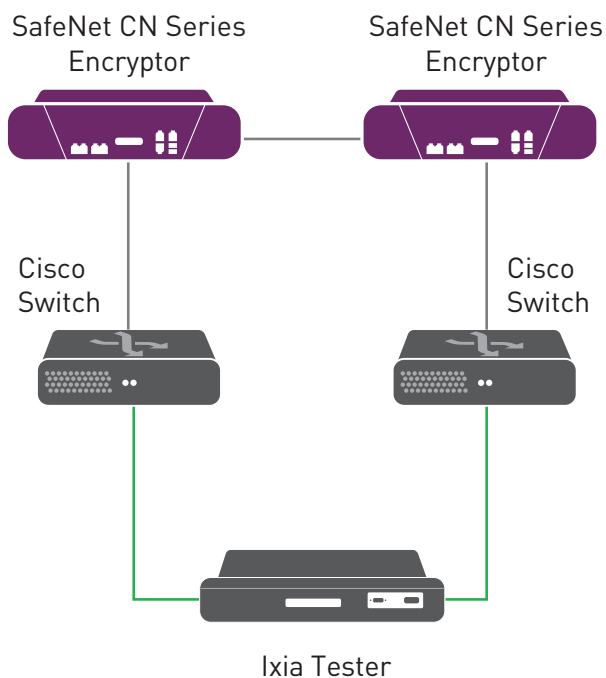 SafeNet CN Series
Encryptor
SafeNet CN Series
Encryptor
Cisco
Switch
Cisco
Switch
Ixia Tester